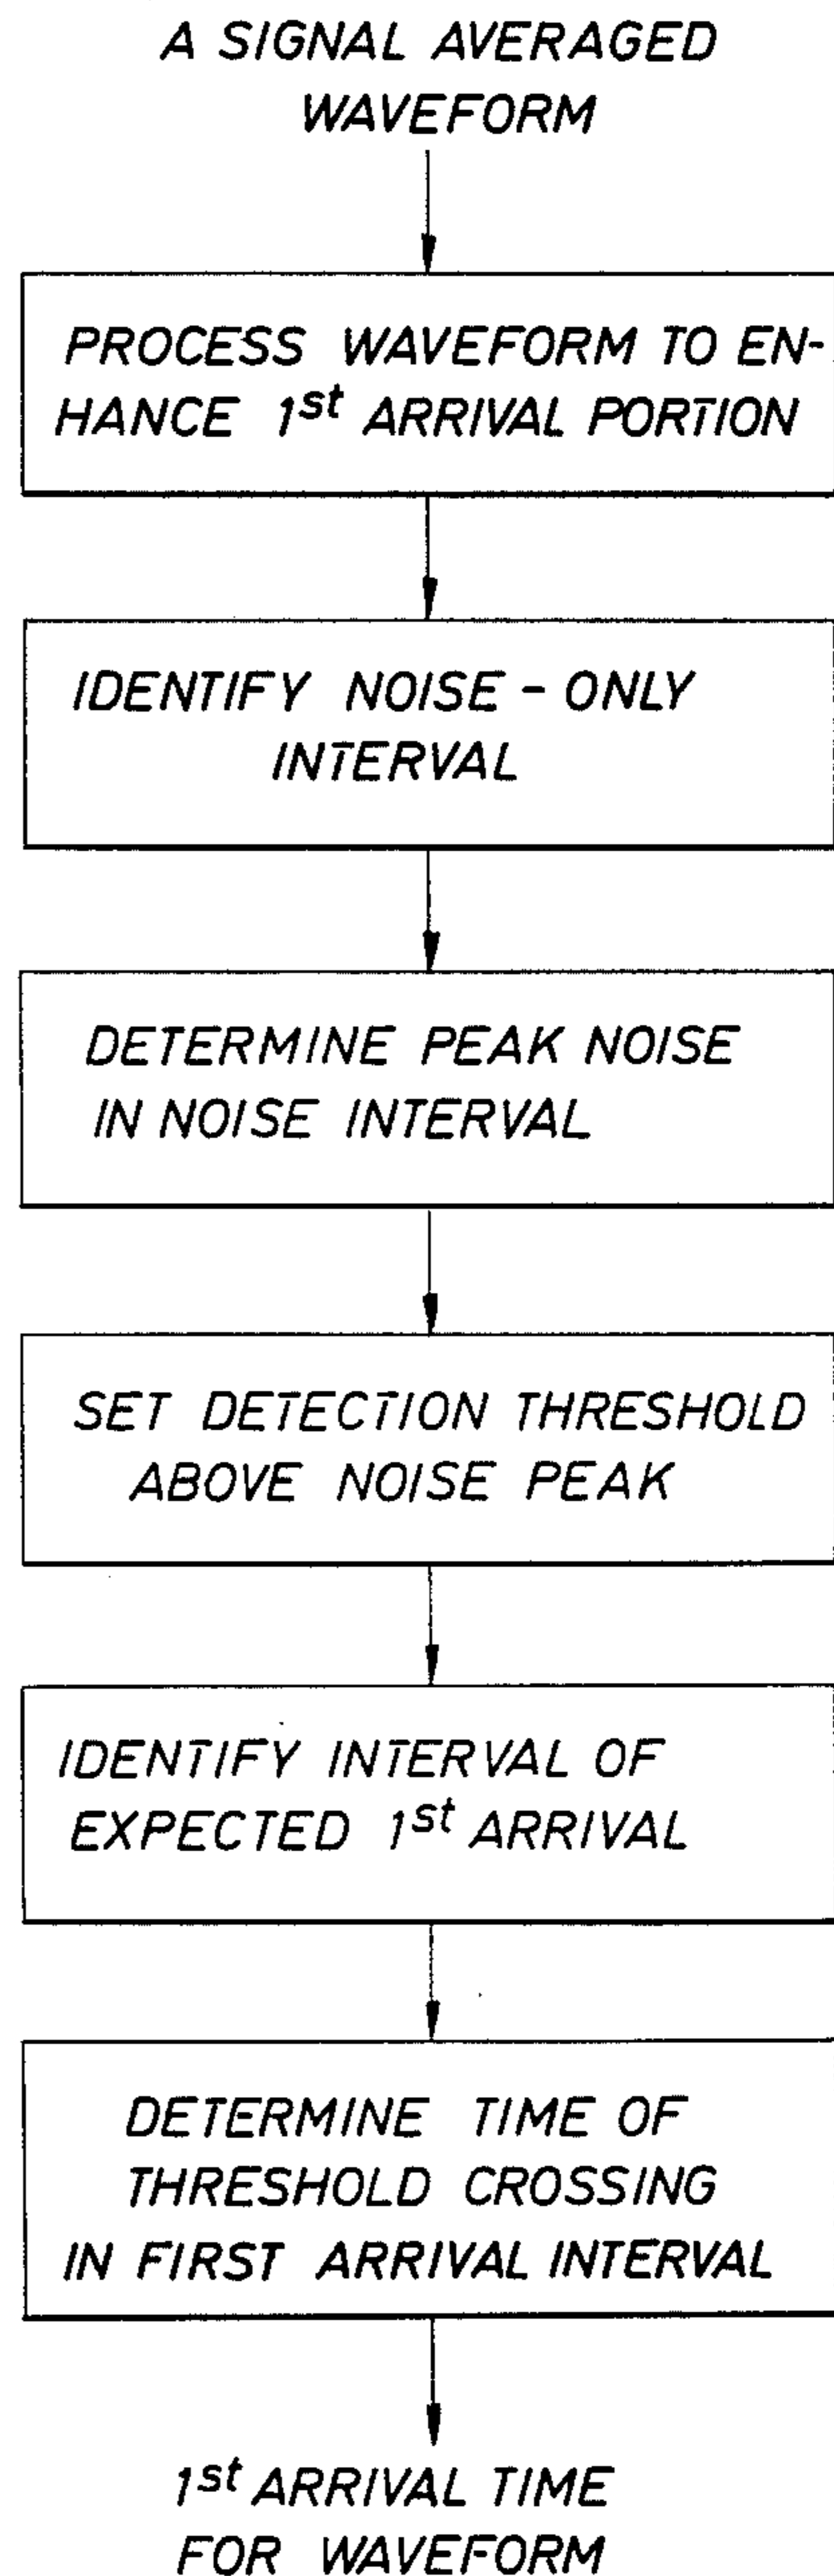 A SIGNAL AVERAGED
WAVEFORM
PROCESS WAVEFORM TO EN-
HANCE 1st ARRIVAL PORTION
IDENTIFY NOISE - ONLY
INTERVAL
DETERMINE PEAK NOISE
IN NOISE INTERVAL
SET DETECTION THRESHOLD
ABOVE NOISE PEAK
IDENTIFY INTERVAL OF
EXPECTED 1st ARRIVAL
DETERMINE TIME OF
THRESHOLD CROSSING
IN FIRST ARRIVAL INTERVAL
1st ARRIVAL TIME
FOR WAVEFORM